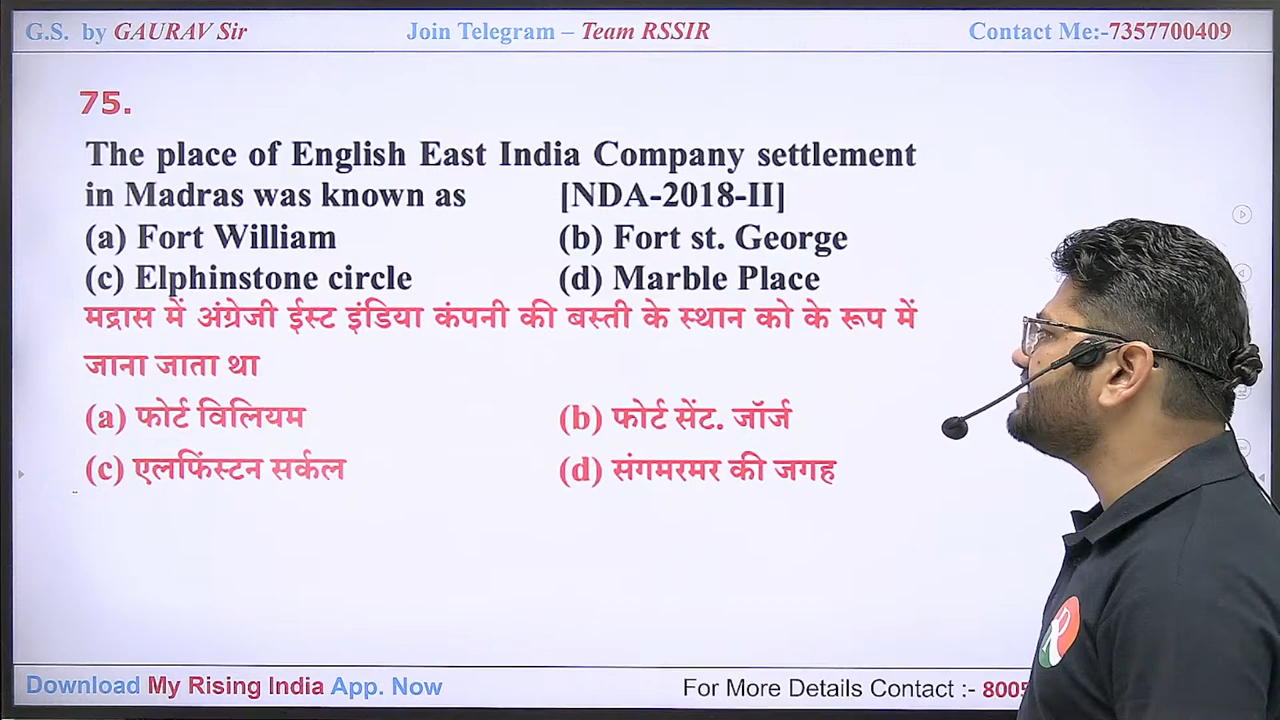 G.S. by GAURAV Sir Join Telegram – Team RSSIR Contact Me:-7357700409
75.
The place of English East India Company settlement
in Madras was known as [NDA-2018-II]
(a) Fort William (b) Fort st. George
(c) Elphinstone circle (d) Marble Place
मद्रास में अंग्रेजी ईस्ट इंडिया कंपनी की बस्ती के स्थान को के रूप में
जाना जाता था
(a) फोर्ट विलियम (b) फोर्ट सेंट. जॉर्ज
(c) एलफिंस्टन सर्कल (d) संगमरमर की जगह
Download My Rising India App. Now For More Details Contact :- 8005